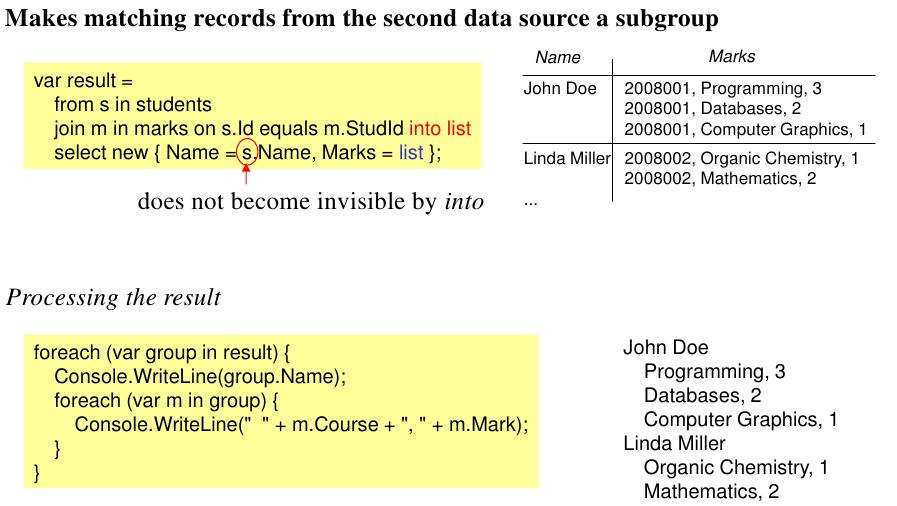 Makes matching records from the second data source a subgroup
var result =
from s in students
join m in marks on s.Id equals m.StudId into list
select new { Name = s.Name, Marks = list };
does not become invisible by into
Name Marks
John Doe 2008001, Programming, 3
2008001, Databases, 2
2008001, Computer Graphics, 1
Linda Miller 2008002, Organic Chemistry, 1
2008002, Mathematics, 2
...
Processing the result
foreach (var group in result) {
Console.WriteLine(group.Name);
foreach (var m in group) {
Console.WriteLine("  " + m.Course + ", " + m.Mark);
}
}
John Doe
Programming, 3
Databases, 2
Computer Graphics, 1
Linda Miller
Organic Chemistry, 1
Mathematics, 2